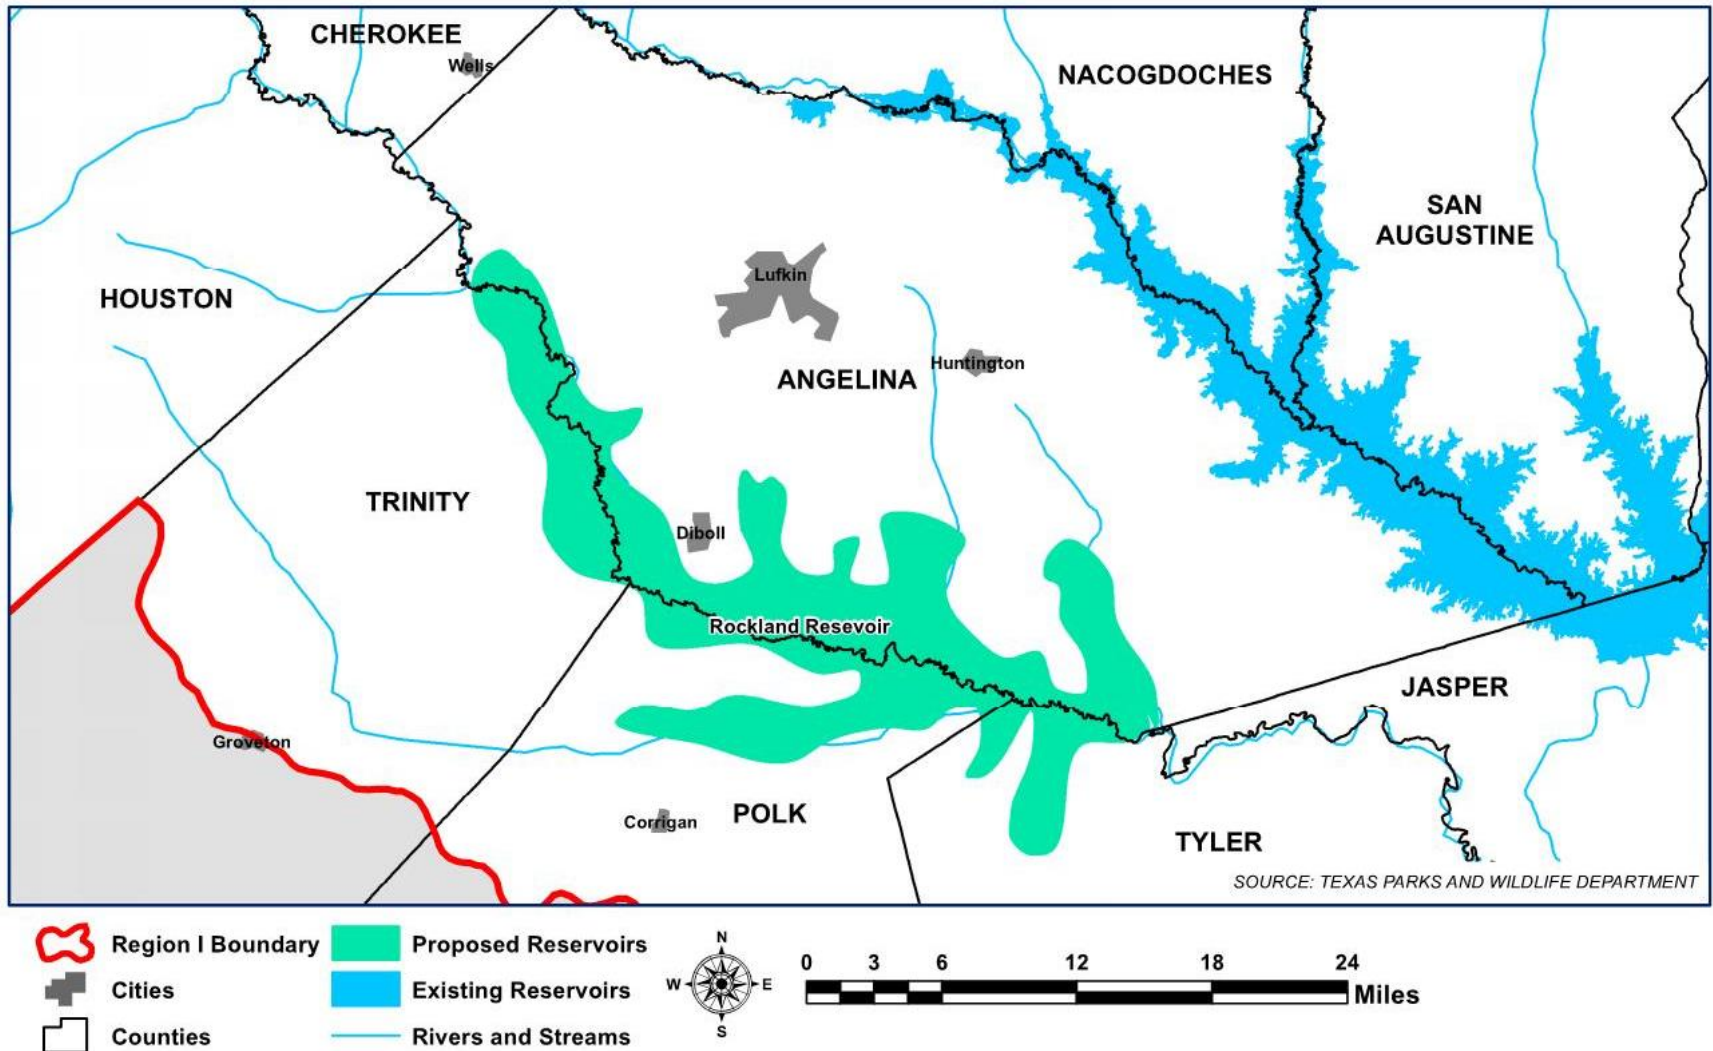 CHEROKEE
Wells
NACOGDOCHES
SAN
AUGUSTINE
HOUSTON
Lufkin
Huntington
ANGELINA
TRINITY
Diboll
Rockland Resevoir
JASPER
Groveton
Corrigan
POLK
TYLER
SOURCE: TEXAS PARKS AND WILDLIFE DEPARTMENT
Region I Boundary
Cities
Counties
Proposed Reservoirs
Existing Reservoirs
Rivers and Streams
N
W E
S
0 3 6 12 18 24
Miles